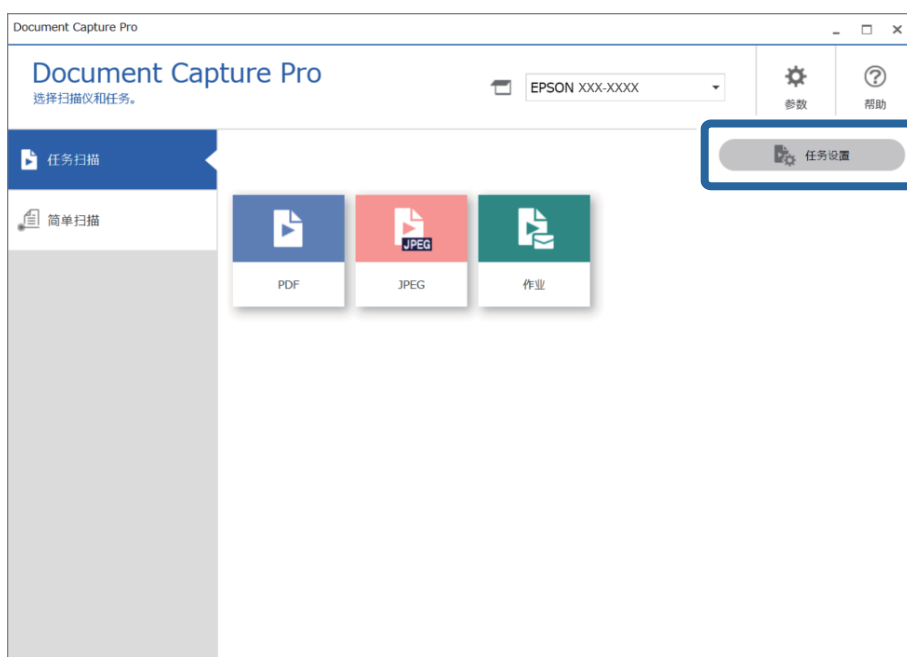 Document Capture Pro
Document Capture Pro
选择扫描仪和任务。
EPSON XXX-XXXX
参数
帮助
任务扫描
任务设置
简单扫描
JPEG
PDF
JPEG
作业